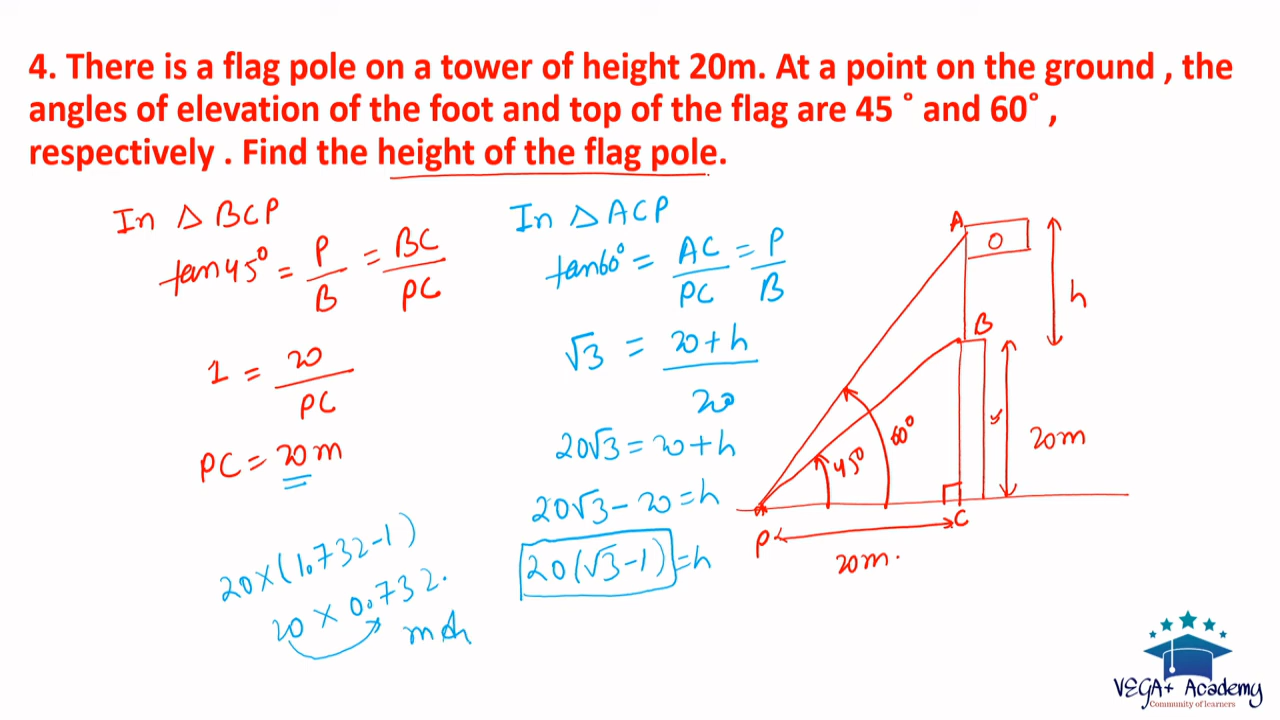 4. There is a flag pole on a tower of height 20m. At a point on the ground , the
angles of elevation of the foot and top of the flag are 45 ° and 60° ,
respectively . Find the height of the flag pole.
In △ BCP
tan 45° = P/B = BC/PC
1 = 20/PC
PC = 20m
20 × (1.732-1)
20 × 0.732.
In △ ACP
tan60° = AC/PC = P/B
√3 = 20+h/20
20√3 = 20+h
20√3 - 20 = h
20(√3-1) = h
A
B
h
20m
60°
45°
P
C
20m.
VEGA+ Academy
Community of learners